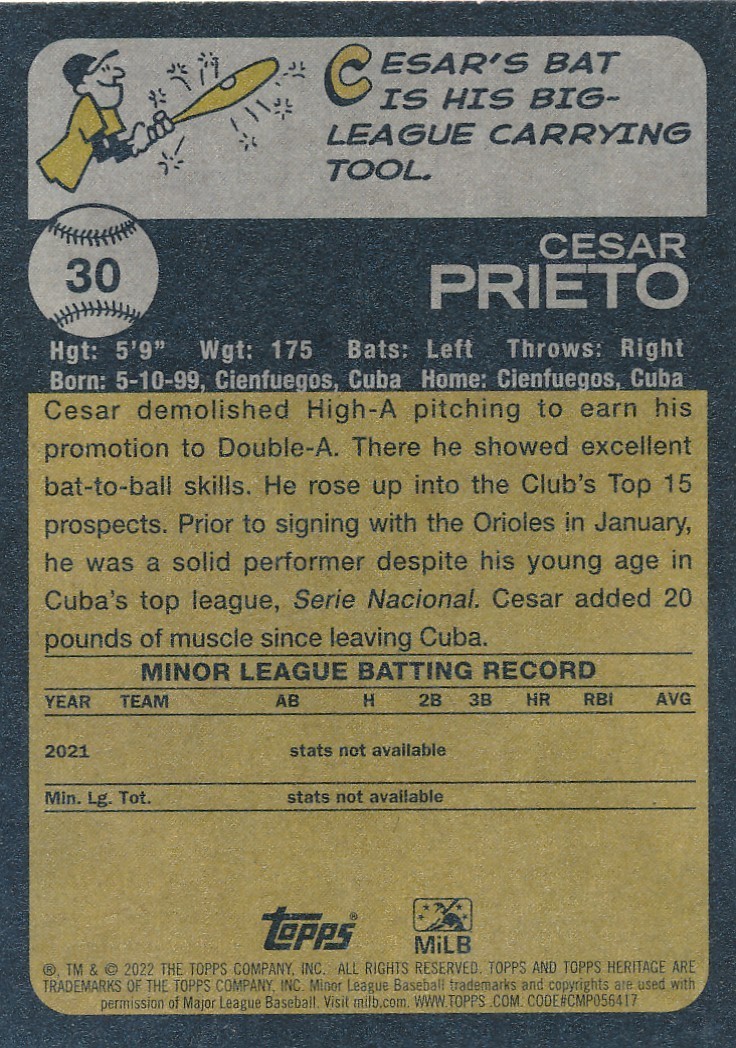 CESAR'S BAT
IS HIS BIG-
LEAGUE CARRYING
TOOL.
30
CESAR
PRIETO
Hgt: 5'9" Wgt: 175 Bats: Left Throws: Right
Born: 5-10-99, Cienfuegos, Cuba Home: Cienfuegos, Cuba
Cesar demolished High-A pitching to earn his
promotion to Double-A. There he showed excellent
bat-to-ball skills. He rose up into the Club's Top 15
prospects. Prior to signing with the Orioles in January,
he was a solid performer despite his young age in
Cuba's top league, Serie Nacional. Cesar added 20
pounds of muscle since leaving Cuba.
MINOR LEAGUE BATTING RECORD
YEAR TEAM AB H 2B 3B HR RBI AVG
2021 stats not available
Min. Lg. Tot. stats not available
TOPPS®
MiLB
®, TM & © 2022 THE TOPPS COMPANY, INC. ALL RIGHTS RESERVED. TOPPS AND TOPPS HERITAGE ARE
TRADEMARKS OF THE TOPPS COMPANY, INC. Minor League Baseball trademarks and copyrights are used with
permission of Major League Baseball. Visit milb.com. WWW.TOPPS.COM. CODE#CMP056417